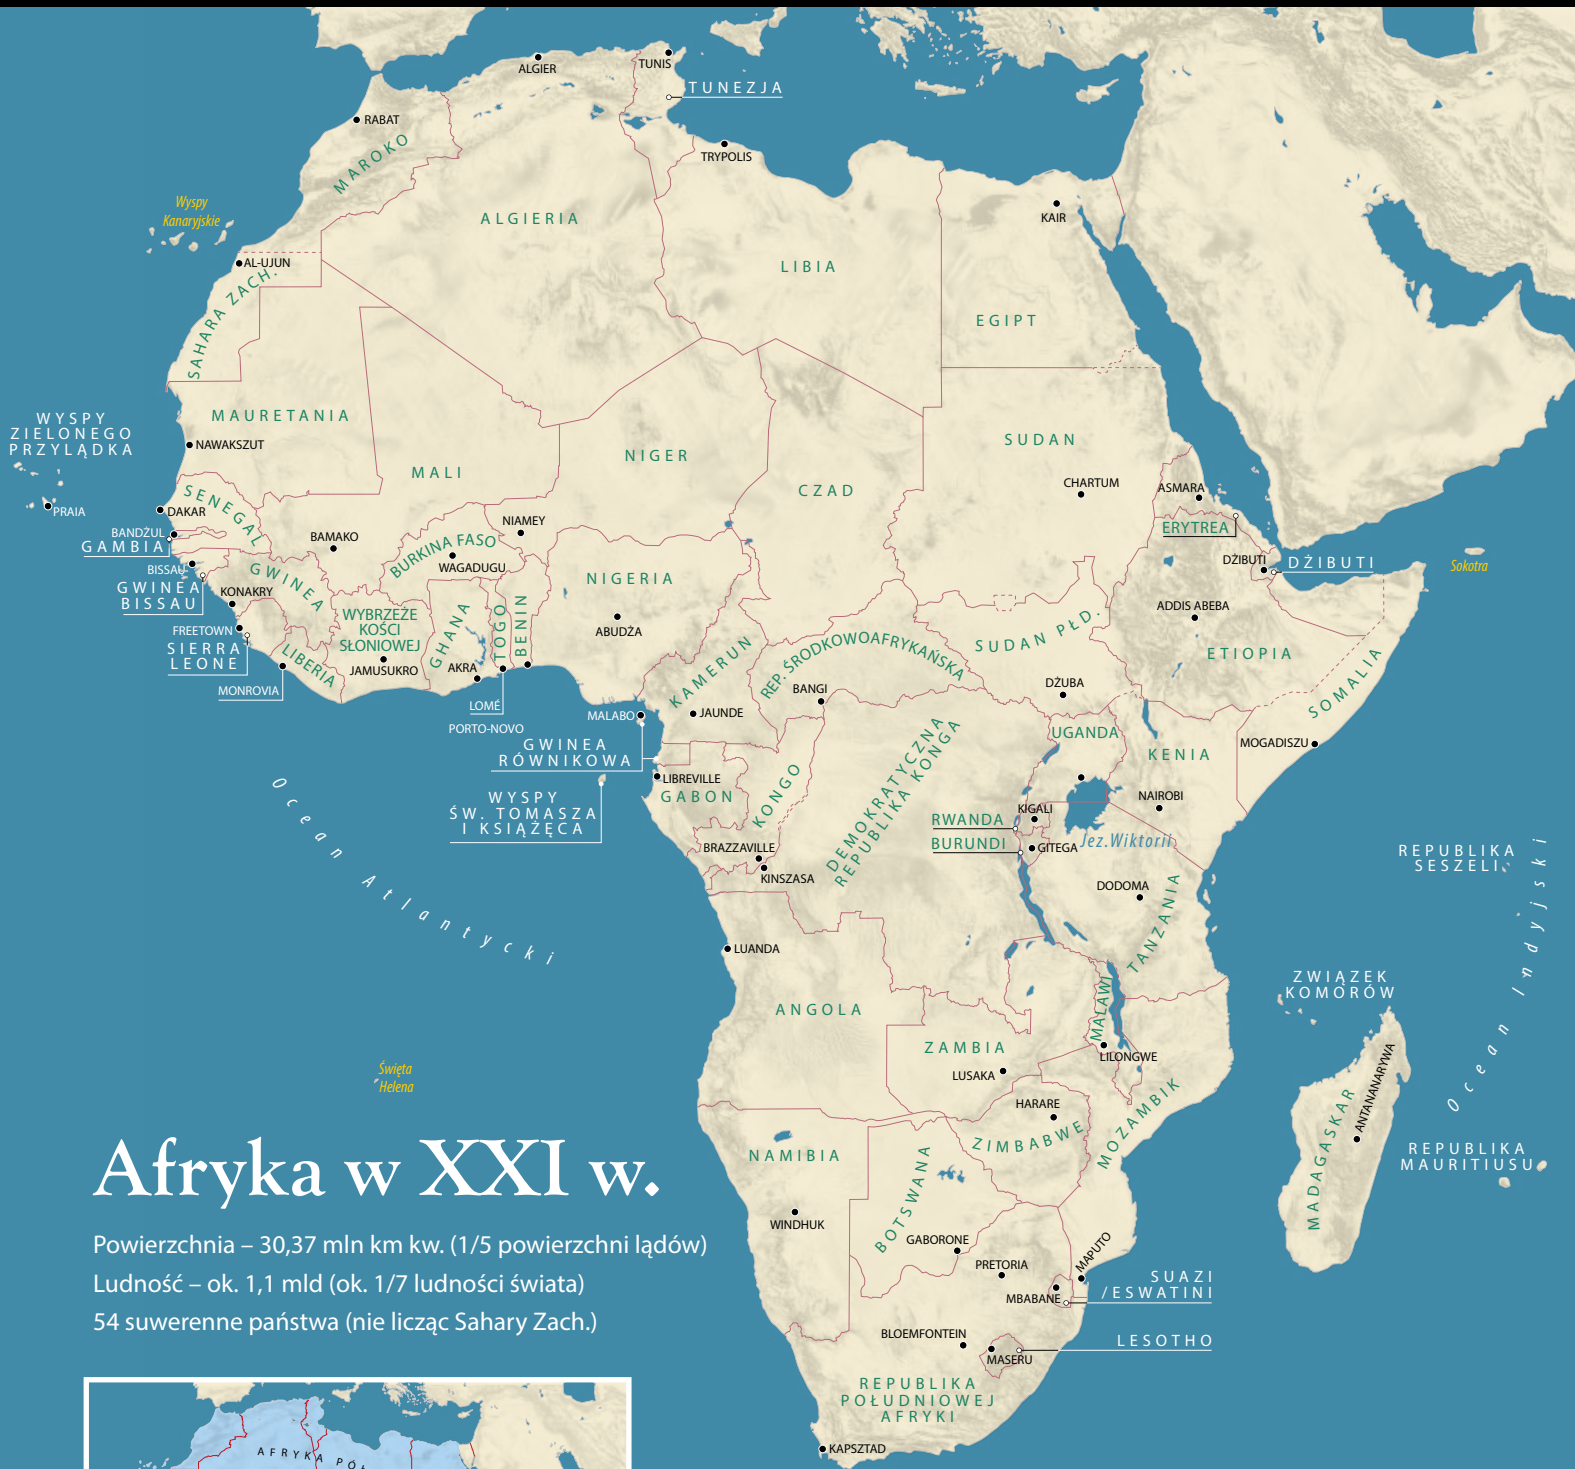 ALGIER
TUNIS
TUNEZJA
RABAT
MAROKO
TRYPOLIS
Wyspy
Kanaryjskie
ALGIERIA
KAIR
LIBIA
AL-UJUN
SAHARA ZACH.
EGIPT
WYSPY
ZIELONEGO
PRZYLĄDKA
MAURETANIA
NAWAKSZUT
MALI
NIGER
CZAD
SUDAN
CHARTUM
ASMARA
ERYTREA
PRAIA
SENEGAL
DAKAR
BANDŻUL
GAMBIA
BAMAKO
NIAMEY
BURKINA FASO
WAGADUGU
BISSAU
GWINEA
BISSAU
GWINEA
KONAKRY
NIGERIA
ABUDŻA
DŻIBUTI
DŻIBUTI
Sokotra
ADDIS ABEBA
ETIOPIA
SOMALIA
FREETOWN
SIERRA
LEONE
LIBERIA
MONROVIA
WYBRZEŻE
KOŚCI
SŁONIOWEJ
JAMUSUKRO
GHANA
AKRA
TOGO
BENIN
LOMÉ
PORTO-NOVO
KAMERUN
JAUNDE
REP. ŚRODKOWOAFRYKAŃSKA
BANGI
SUDAN PŁD.
DŻUBA
MALABO
GWINEA
RÓWNIKOWA
WYSPY
ŚW. TOMASZA
I KSIĄŻĘCA
LIBREVILLE
GABON
KONGO
DEMOKRATYCZNA
REPUBLIKA KONGA
UGANDA
KENIA
MOGADISZU
NAIROBI
KIGALI
RWANDA
BURUNDI
GITEGA
Jez.Wiktorii
BRAZZAVILLE
KINSZASA
DODOMA
TANZANIA
REPUBLIKA
SESZELI
Ocean Atlantycki
Ocean Indyjski
LUANDA
ANGOLA
ZWIĄZEK
KOMORÓW
MALAWI
LILONGWE
ZAMBIA
LUSAKA
Święta
Helena
HARARE
ZIMBABWE
MOZAMBIK
ANTANANARYWA
MADAGASKAR
REPUBLIKA
MAURITIUSU
NAMIBIA
WINDHUK
BOTSWANA
GABORONE
PRETORIA
MAPUTO
MBABANE
SUAZI
/ESWATINI
BLOEMFONTEIN
MASERU
LESOTHO
REPUBLIKA
POŁUDNIOWEJ
AFRYKI
KAPSZTAD
Afryka w XXI w.
Powierzchnia – 30,37 mln km kw. (1/5 powierzchni lądów)
Ludność – ok. 1,1 mld (ok. 1/7 ludności świata)
54 suwerenne państwa (nie licząc Sahary Zach.)
AFRYKA